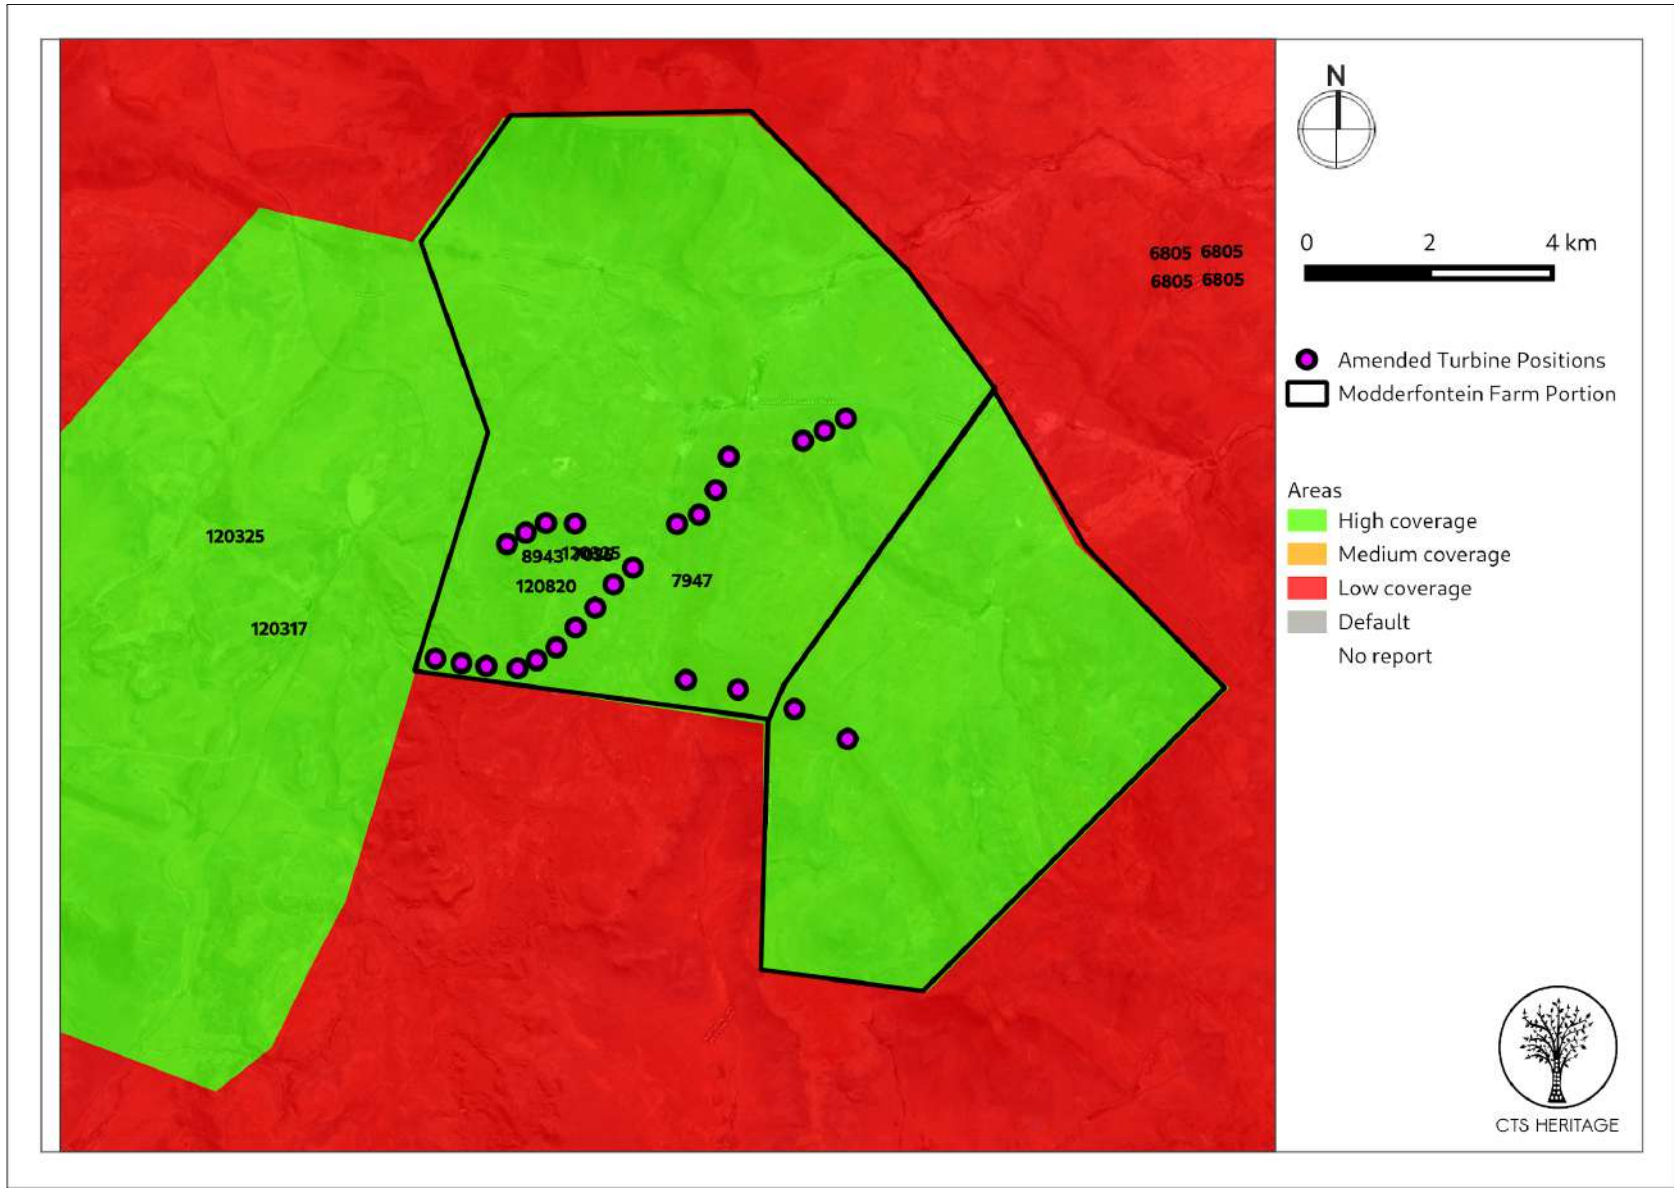 N
0 2 4 km
6805 6805
6805 6805
Amended Turbine Positions
Modderfontein Farm Portion
Areas
High coverage
Medium coverage
Low coverage
Default
No report
120325
8943
120820
7947
120317
CTS HERITAGE